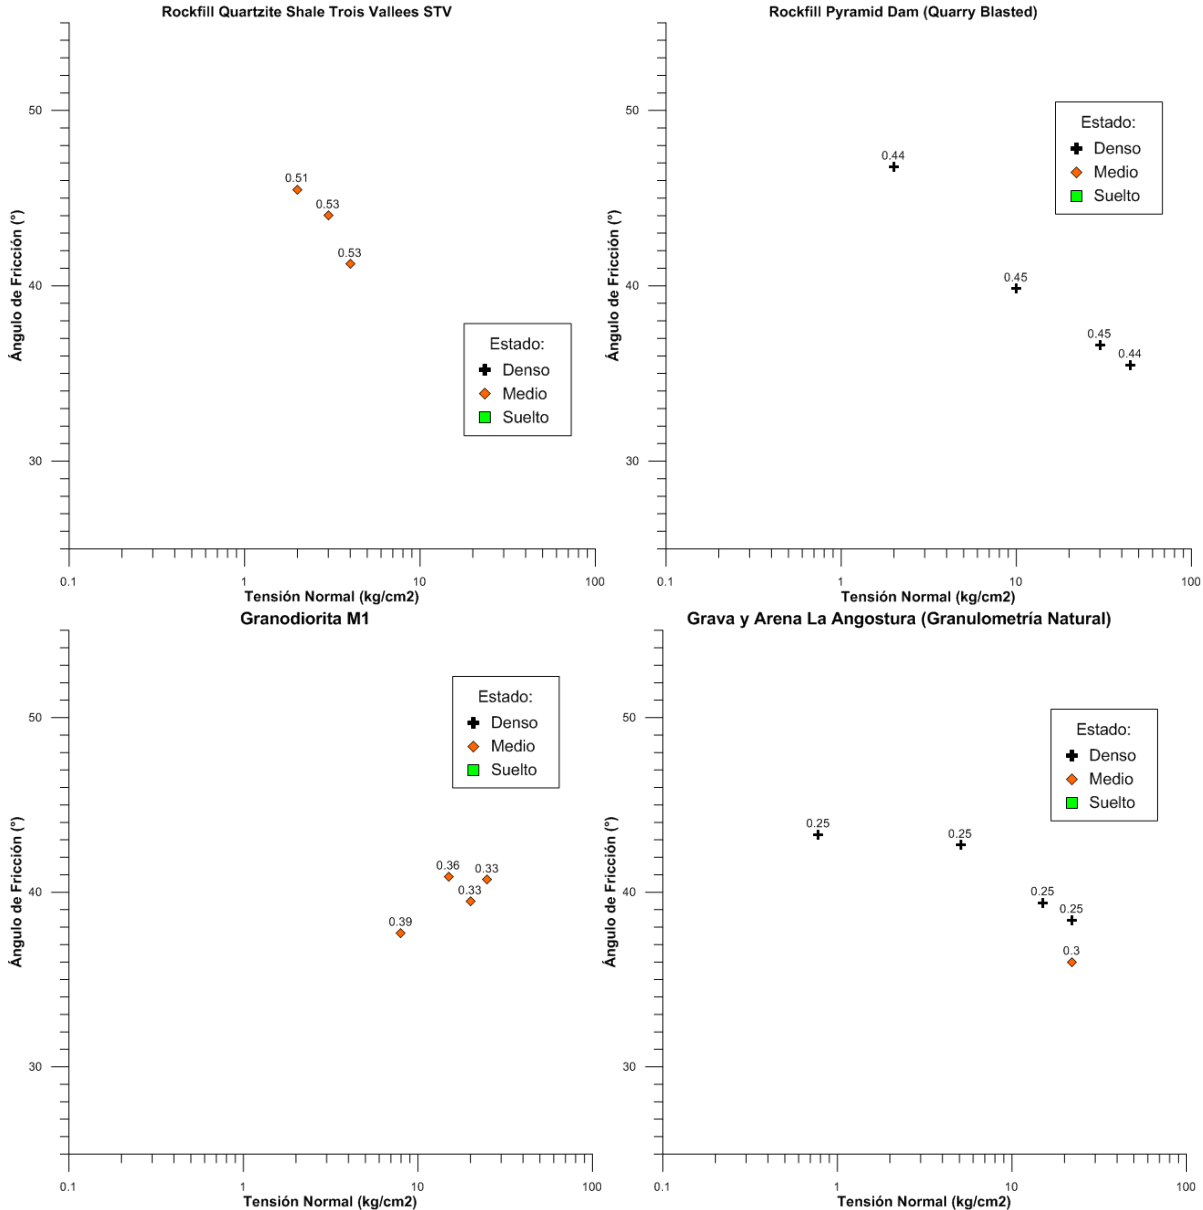 Rockfill Quartzite Shale Trois Vallees STV
50
40
30
0.51
0.53
0.53
Estado:
Denso
Medio
Suelto
Ángulo de Fricción (°)
0.1
1
10
100
Tensión Normal (kg/cm2)
Rockfill Pyramid Dam (Quarry Blasted)
50
40
30
0.44
0.45
0.45
0.44
Estado:
Denso
Medio
Suelto
Ángulo de Fricción (°)
0.1
1
10
100
Tensión Normal (kg/cm2)
Granodiorita M1
50
40
30
0.36
0.33
0.33
0.39
Estado:
Denso
Medio
Suelto
Ángulo de Fricción (°)
0.1
1
10
100
Tensión Normal (kg/cm2)
Grava y Arena La Angostura (Granulometría Natural)
50
40
30
0.25
0.25
0.25
0.25
0.3
Estado:
Denso
Medio
Suelto
Ángulo de Fricción (°)
0.1
1
10
100
Tensión Normal (kg/cm2)